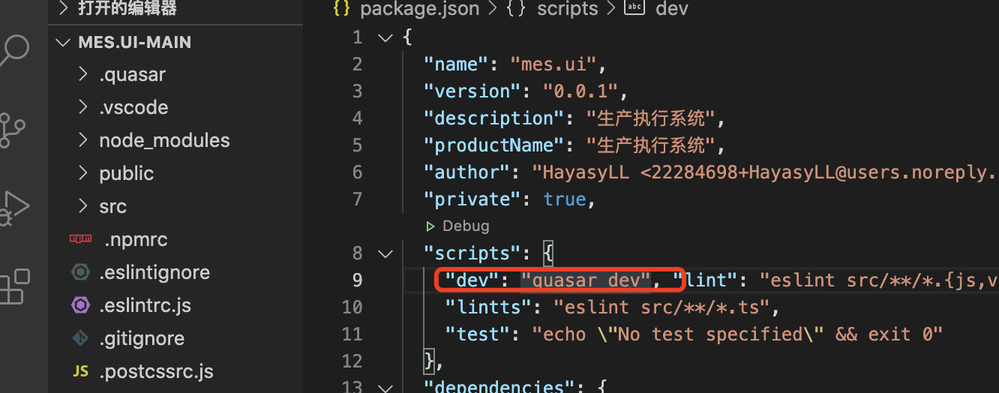 打开的编辑器
MES.UI-MAIN
.quasar
.vscode
node_modules
public
src
.npmrc
.eslintignore
.eslintrc.js
.gitignore
JS .postcssrc.js
{} package.json > {} scripts > abc dev
1 {
2 "name": "mes.ui",
3 "version": "0.0.1",
4 "description": "生产执行系统",
5 "productName": "生产执行系统",
6 "author": "HayasyLL <22284698+HayasyLL@users.noreply.
7 "private": true,
Debug
8 "scripts": {
9 "dev": "quasar dev", "lint": "eslint src/**/*.{js,v
10 "lintts": "eslint src/**/*.ts",
11 "test": "echo \"No test specified\" && exit 0"
12 },
13 "dependencies": {